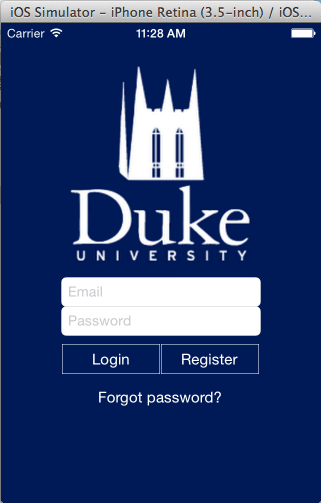 iOS Simulator - iPhone Retina (3.5-inch) / iOS...
Carrier 11:28 AM
Duke
UNIVERSITY
Email
Password
Login Register
Forgot password?